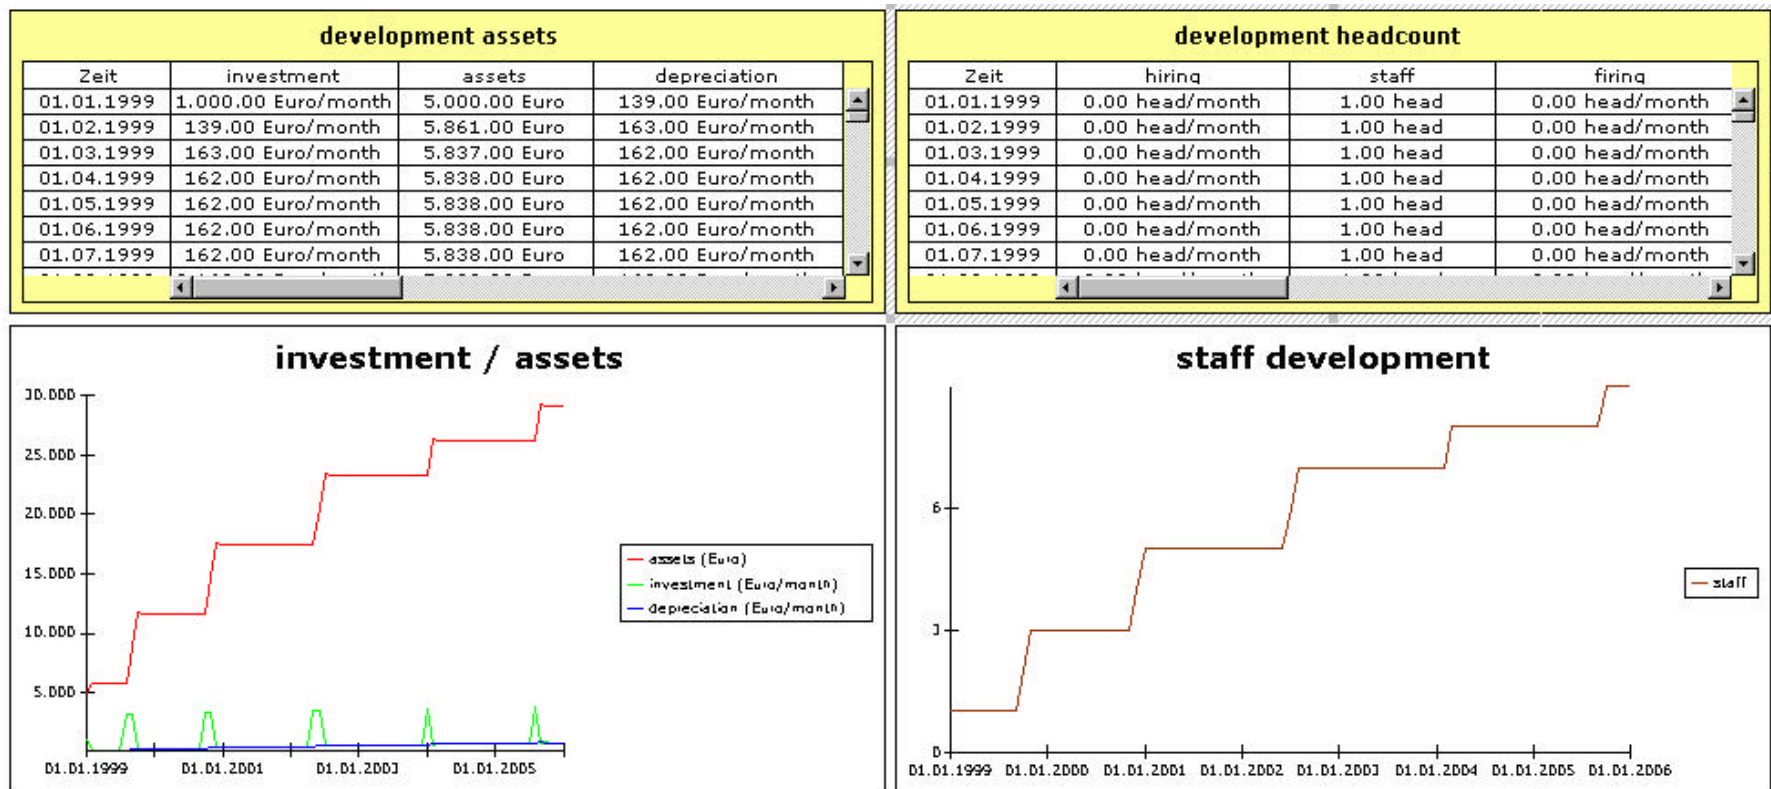 development assets
Zeit investment assets depreciation
01.01.1999 1.000.00 Euro/month 5.000.00 Euro 139.00 Euro/month
01.02.1999 139.00 Euro/month 5.861.00 Euro 163.00 Euro/month
01.03.1999 163.00 Euro/month 5.837.00 Euro 162.00 Euro/month
01.04.1999 162.00 Euro/month 5.838.00 Euro 162.00 Euro/month
01.05.1999 162.00 Euro/month 5.838.00 Euro 162.00 Euro/month
01.06.1999 162.00 Euro/month 5.838.00 Euro 162.00 Euro/month
01.07.1999 162.00 Euro/month 5.838.00 Euro 162.00 Euro/month
development headcount
Zeit hiring staff firing
01.01.1999 0.00 head/month 1.00 head 0.00 head/month
01.02.1999 0.00 head/month 1.00 head 0.00 head/month
01.03.1999 0.00 head/month 1.00 head 0.00 head/month
01.04.1999 0.00 head/month 1.00 head 0.00 head/month
01.05.1999 0.00 head/month 1.00 head 0.00 head/month
01.06.1999 0.00 head/month 1.00 head 0.00 head/month
01.07.1999 0.00 head/month 1.00 head 0.00 head/month
investment / assets
30.000
25.000
20.000
15.000
10.000
5.000
01.01.1999 01.01.2001 01.01.2003 01.01.2005
assets (Euro)
investment (Euro/month)
depreciation (Euro/month)
staff development
6
3
0
01.01.1999 01.01.2000 01.01.2001 01.01.2002 01.01.2003 01.01.2004 01.01.2005 01.01.2006
staff